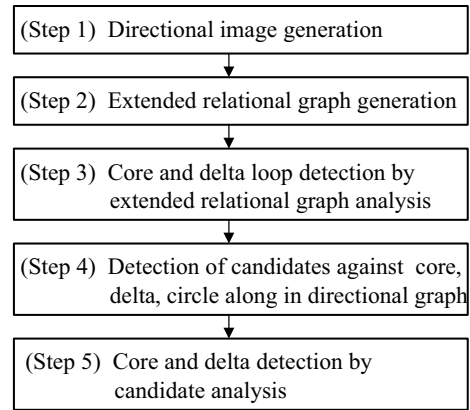 (Step 1) Directional image generation
(Step 2) Extended relational graph generation
(Step 3) Core and delta loop detection by
extended relational graph analysis
(Step 4) Detection of candidates against core,
delta, circle along in directional graph
(Step 5) Core and delta detection by
candidate analysis